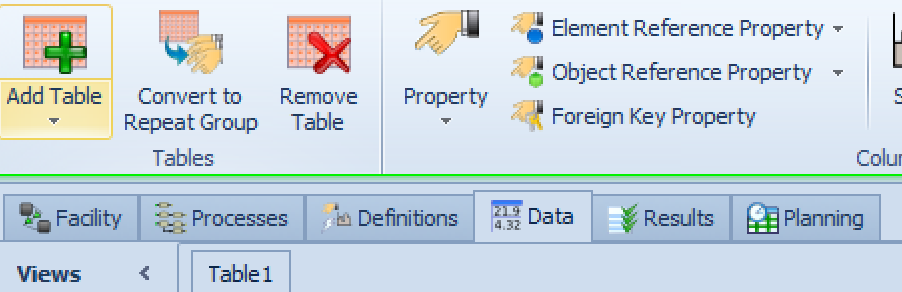 Add Table
Convert to
Repeat Group
Remove
Table
Property
Element Reference Property
Object Reference Property
Foreign Key Property
Tables
Facility
Processes
Definitions
21.9
4.32
Data
Results
Planning
Views
Table1